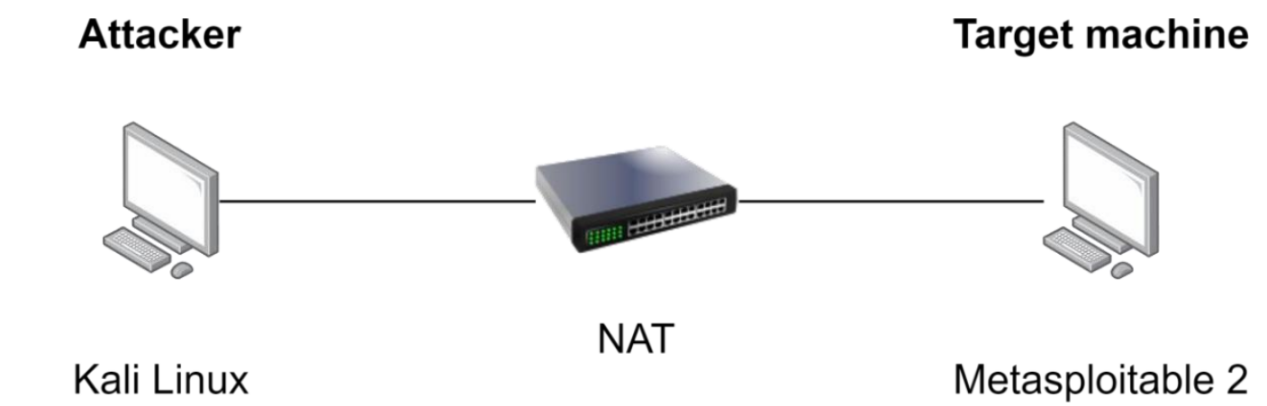 Attacker
Target machine
NAT
Kali Linux
Metasploitable 2